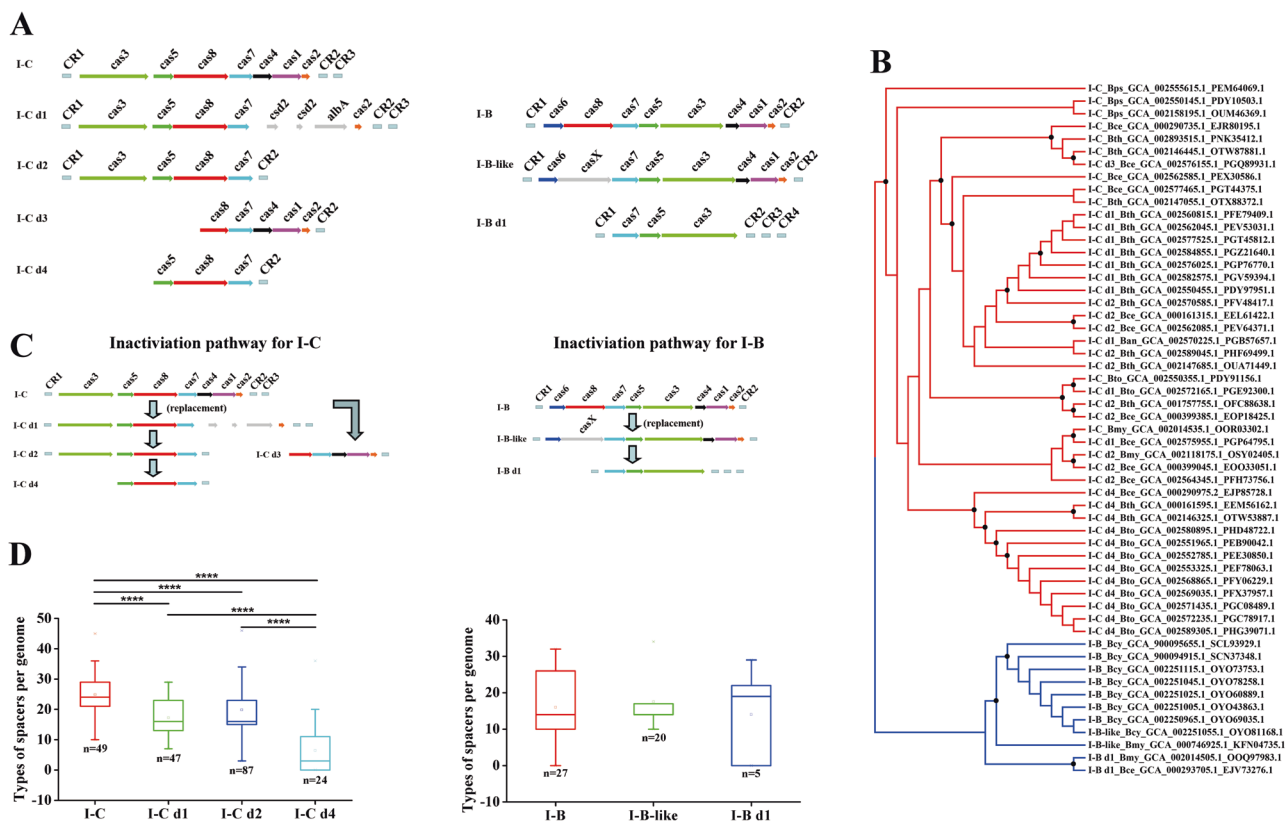 A
I-C
CR1 cas3 cas5 cas8 cas7 cas4 cas1 cas2 CR2 CR3
I-C d1
CR1 cas3 cas5 cas8 cas7 csd2 csd2 albA cas2 CR2 CR3
I-C d2
CR1 cas3 cas5 cas8 cas7 CR2
I-C d3
cas8 cas7 cas4 cas1 cas2 CR2
I-C d4
cas5 cas8 cas7 CR2
I-B
CR1 cas6 cas8 cas7 cas5 cas3 cas4 cas1 cas2 CR2
I-B-like
CR1 cas6 casX cas7 cas5 cas3 cas4 cas1 cas2 CR2
I-B d1
CR1 cas7 cas5 cas3 CR2 CR3 CR4
B
I-C_Bps_GCA_002555615.1_PEM64069.1
I-C_Bps_GCA_002550145.1_PDY10503.1
I-C_Bps_GCA_002158195.1_OUM46369.1
I-C_Bce_GCA_000290735.1_EJR80195.1
I-C_Bth_GCA_002893515.1_PNK35412.1
I-C_Bth_GCA_002146445.1_OTW87881.1
I-C d3_Bce_GCA_002576155.1_PGQ89931.1
I-C_Bce_GCA_002562585.1_PEX30586.1
I-C_Bce_GCA_002577465.1_PGT44375.1
I-C_Bth_GCA_002147055.1_OTX88372.1
I-C d1_Bth_GCA_002560815.1_PFE79409.1
I-C d1_Bth_GCA_002562045.1_PEV53031.1
I-C d1_Bth_GCA_002577525.1_PGT45812.1
I-C d1_Bth_GCA_002584855.1_PGZ21640.1
I-C d1_Bth_GCA_002576025.1_PGP76770.1
I-C d1_Bth_GCA_002582575.1_PGV59394.1
I-C d1_Bth_GCA_002550455.1_PDY97951.1
I-C d2_Bth_GCA_002570585.1_PFV48417.1
I-C d2_Bce_GCA_000161315.1_EEL61422.1
I-C d2_Bce_GCA_002562085.1_PEV64371.1
I-C d1_Ban_GCA_002570225.1_PGB57657.1
I-C d2_Bth_GCA_002589045.1_PHF69499.1
I-C d2_Bth_GCA_002147685.1_OUA71449.1
I-C_Bto_GCA_002550355.1_PDY91156.1
I-C d1_Bto_GCA_002572165.1_PGE92300.1
I-C d2_Bth_GCA_001757755.1_OFC88638.1
I-C d2_Bce_GCA_000399385.1_EOP18425.1
I-C_Bmy_GCA_002014535.1_OOR03302.1
I-C d1_Bce_GCA_002575955.1_PGP64795.1
I-C d2_Bmy_GCA_002118175.1_OSY02405.1
I-C d2_Bce_GCA_000399045.1_EOO33051.1
I-C d2_Bce_GCA_002564345.1_PFH73756.1
I-C d4_Bce_GCA_000290975.2_EJP85728.1
I-C d4_Bth_GCA_000161595.1_EEM56162.1
I-C d4_Bth_GCA_002146325.1_OTW53887.1
I-C d4_Bto_GCA_002580895.1_PHD48722.1
I-C d4_Bto_GCA_002551965.1_PEB90042.1
I-C d4_Bto_GCA_002552785.1_PEE30850.1
I-C d4_Bto_GCA_002553325.1_PEF78063.1
I-C d4_Bto_GCA_002568865.1_PFY06229.1
I-C d4_Bto_GCA_002569035.1_PFX37957.1
I-C d4_Bto_GCA_002571435.1_PGC08489.1
I-C d4_Bto_GCA_002572235.1_PGC78917.1
I-C d4_Bto_GCA_002589305.1_PHG39071.1
I-B_Bcy_GCA_900095655.1_SCL93929.1
I-B_Bcy_GCA_900094915.1_SCN37348.1
I-B_Bcy_GCA_002251115.1_OYO73753.1
I-B_Bcy_GCA_002251045.1_OYO78258.1
I-B_Bcy_GCA_002251025.1_OYO60889.1
I-B_Bcy_GCA_002251005.1_OYO43863.1
I-B_Bcy_GCA_002250965.1_OYO69035.1
I-B-like_Bcy_GCA_002251055.1_OYO81168.1
I-B-like_Bmy_GCA_000746925.1_KFN04735.1
I-B d1_Bmy_GCA_002014505.1_OOQ97983.1
I-B d1_Bce_GCA_000293705.1_EJV73276.1
C
Inactiviation pathway for I-C
I-C
CR1 cas3 cas5 cas8 cas7 cas4 cas1 cas2 CR2 CR3
(replacement)
I-C d1
I-C d2
I-C d3
I-C d4
Inactiviation pathway for I-B
I-B
CR1 cas6 cas8 cas7 cas5 cas3 cas4 cas1 cas2 CR2
casX
(replacement)
I-B-like
I-B d1
D
Types of spacers per genome
50
40
30
20
10
0
-10
****
****
**** ****
****
n=49
n=47
n=87
n=24
I-C I-C d1 I-C d2 I-C d4
Types of spacers per genome
40
30
20
10
0
-10
n=27
n=20
n=5
I-B I-B-like I-B d1